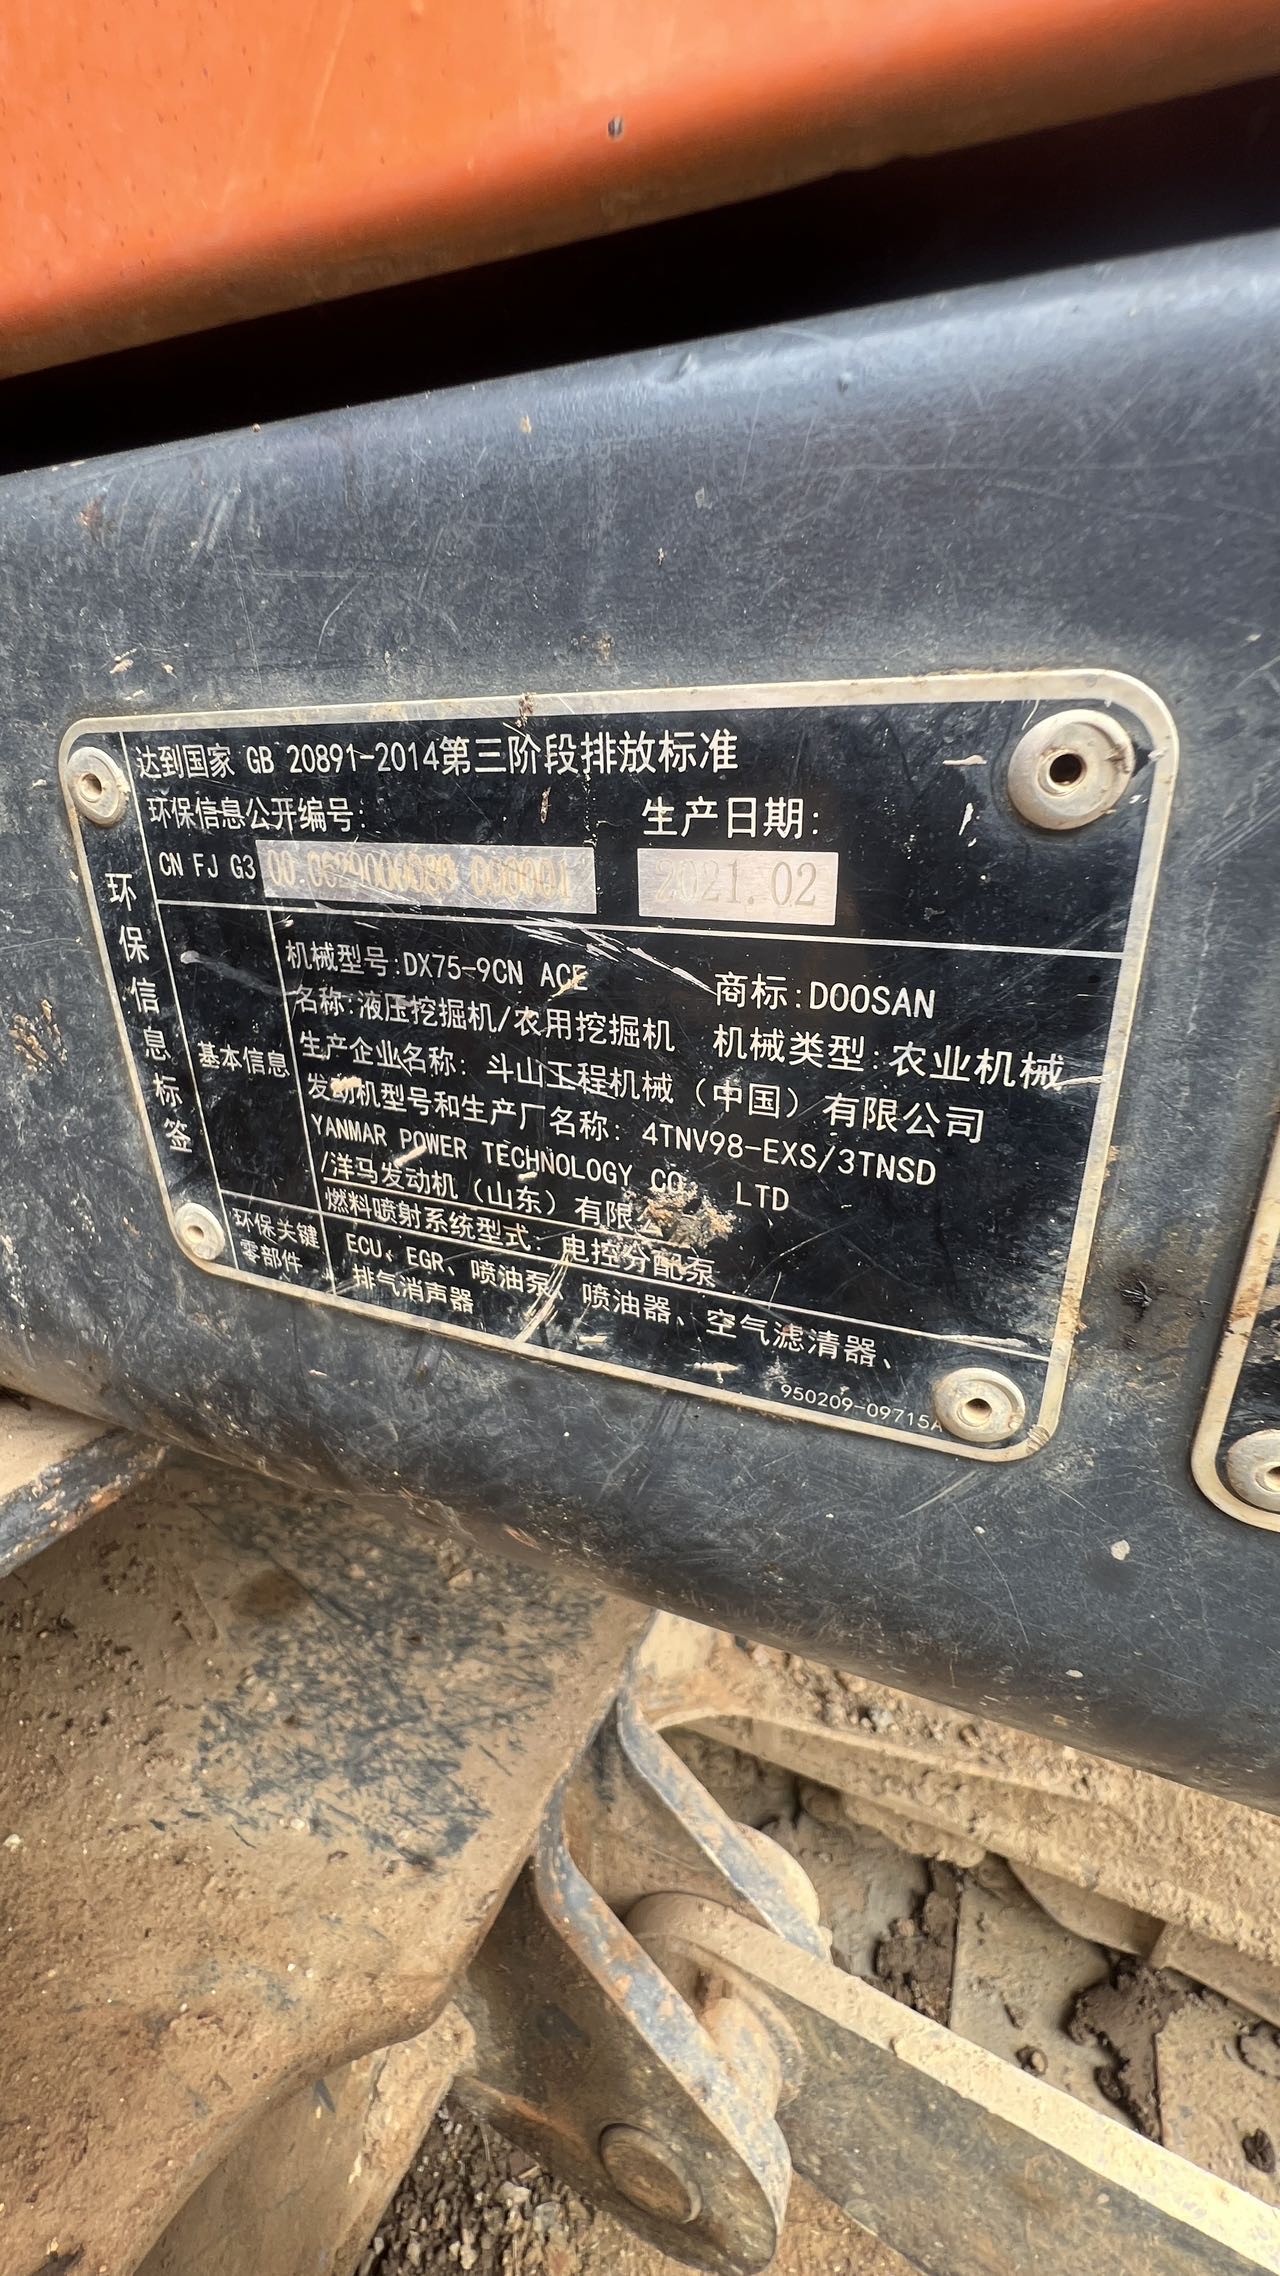 达到国家 GB 20891-2014第三阶段排放标准
环保信息公开编号:
生产日期:
CN FJ G3
2021.02
环保信息标签
基本信息
机械型号:DX75-9CN ACE
商标:DOOSAN
名称:液压挖掘机/农用挖掘机
机械类型:农业机械
生产企业名称: 斗山工程机械（中国）有限公司
发动机型号和生产厂名称: 4TNV98-EXS/3TNSD
YANMAR POWER TECHNOLOGY CO LTD
/洋马发动机（山东）有限
燃料喷射系统型式: 电控分配泵
环保关键
零部件
ECU、EGR、喷油泵、喷油器、空气滤清器、
排气消声器
950209-09715A